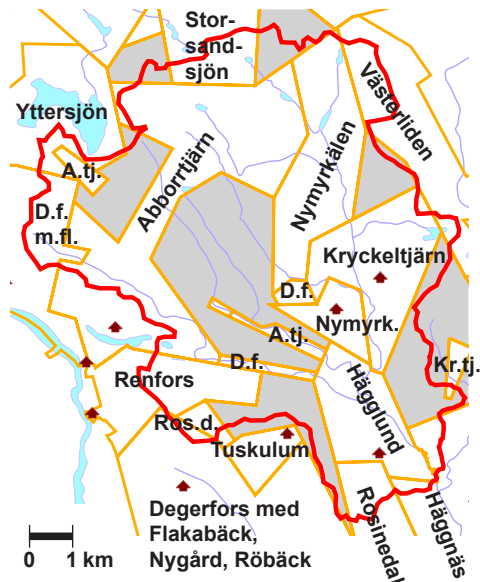 Stor-
sand-
sjön
Västerliden
Yttersjön
A.tj.
Abborrtjärn
Nymyrkälen
D.f.
m.fl.
Kryckeltjärn
D.f.
Nymyrk.
A.tj.
D.f.
Kr.tj.
Renfors
Hägglund
Ros.d.
Tuskulum
Degerfors med
Flakabäck,
Nygård, Röbäck
Rosinedal
Häggnäs
0 1 km